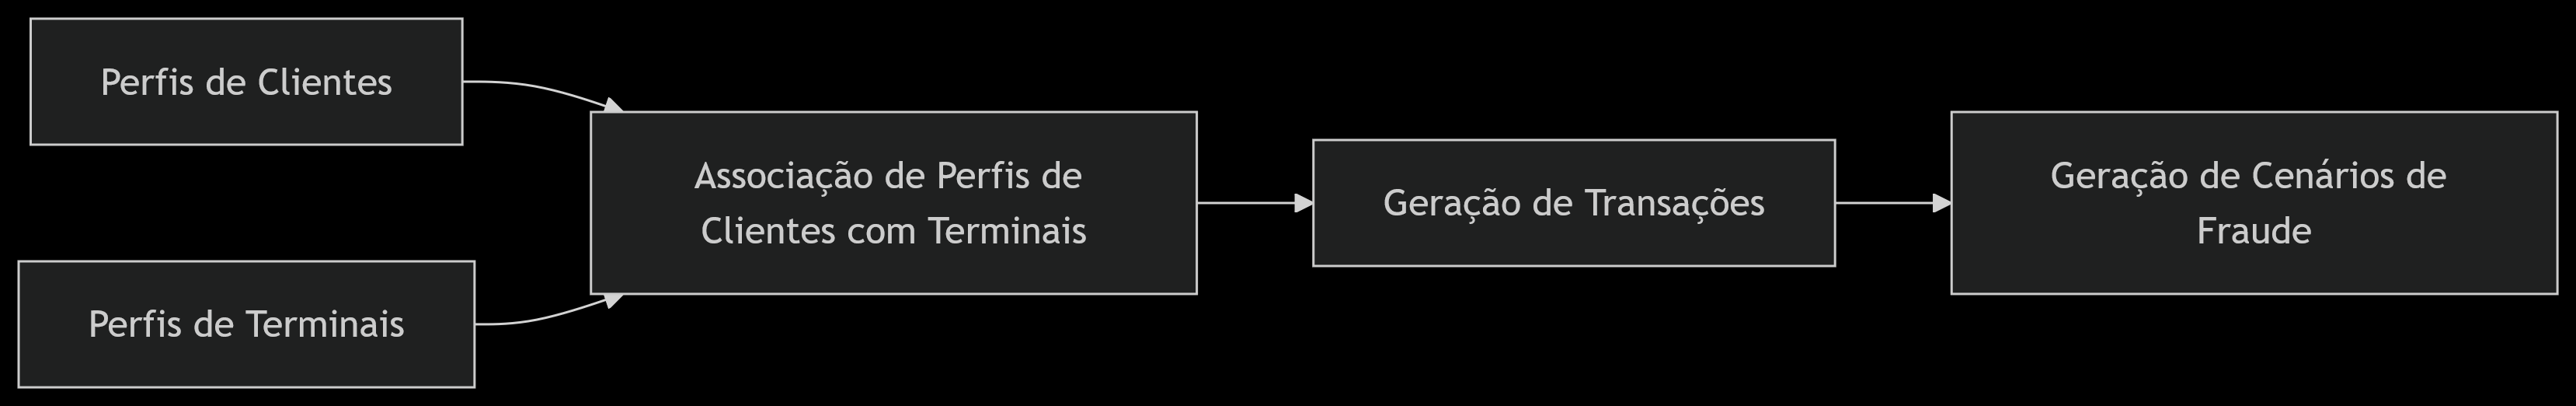 Perfis de Clientes
Perfis de Terminais
Associação de Perfis de
Clientes com Terminais
Geração de Transações
Geração de Cenários de
Fraude